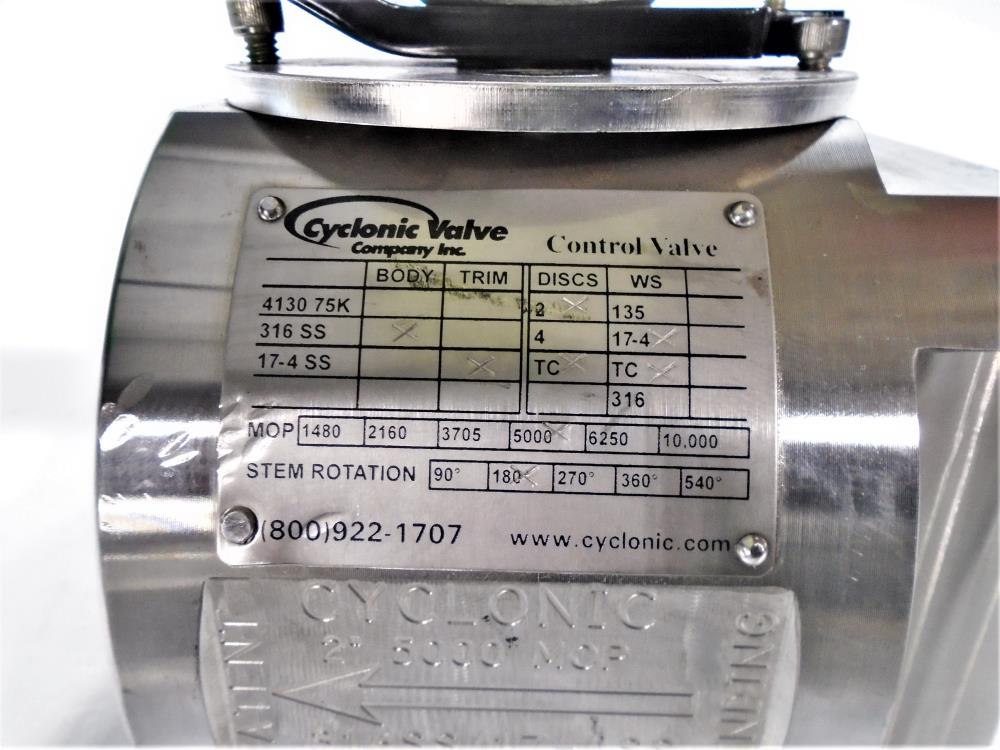 Cyclonic Valve
Company Inc.
Control Valve
BODY TRIM DISCS WS
4130 75K 2 135
316 SS 4 17-4
17-4 SS TC TC
316
MOP 1480 2160 3705 5000 6250 10.000
STEM ROTATION 90° 180 270° 360° 540°
(800)922-1707 www.cyclonic.com
CYCLONIC
2" 5000 MOP